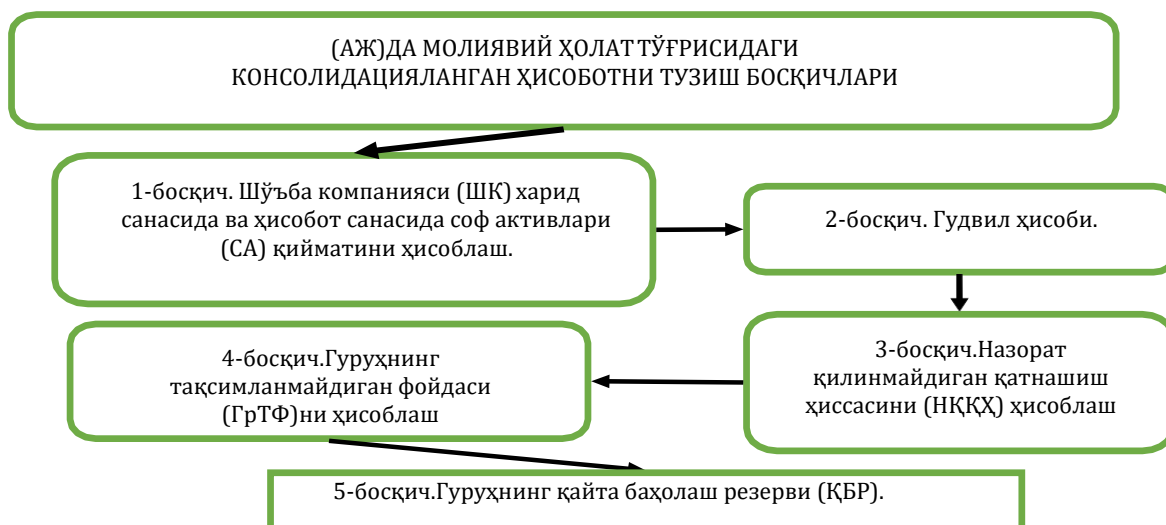 (АЖ)ДА МОЛИЯВИЙ ҲОЛАТ ТЎҒРИСИДАГИ
КОНСОЛИДАЦИЯЛАНГАН ҲИСОБОТНИ ТУЗИШ БОСҚИЧЛАРИ
1-босқич. Шўъба компанияси (ШК) харид
санасида ва ҳисобот санасида соф активлари
(СА) қийматини ҳисоблаш.
2-босқич. Гудвил ҳисоби.
3-босқич.Назорат
қилинмайдиган қатнашиш
ҳиссасини (НҚҚҲ) ҳисоблаш
4-босқич.Гуруҳнинг
тақсимланмайдиган фойдаси
(ГрТФ)ни ҳисоблаш
5-босқич.Гуруҳнинг қайта баҳолаш резерви (ҚБР).